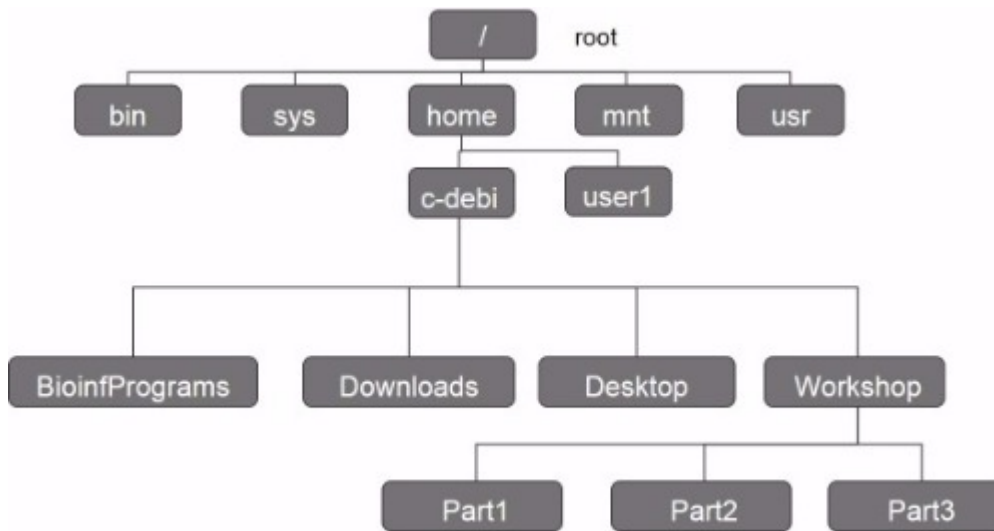 / root
bin sys home mnt usr
c-debi user1
BioinfPrograms Downloads Desktop Workshop
Part1 Part2 Part3